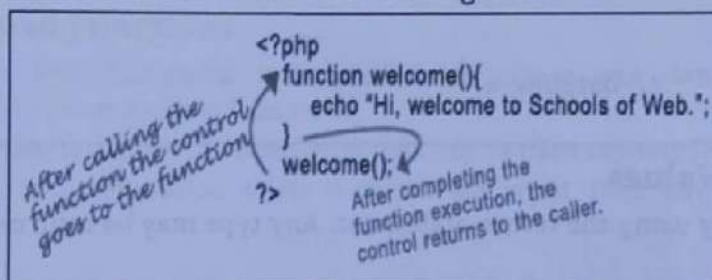 <?php
function welcome(){
echo "Hi, welcome to Schools of Web.";
}
welcome();
?>
After calling the
function the control
goes to the function
After completing the
function execution, the
control returns to the caller.